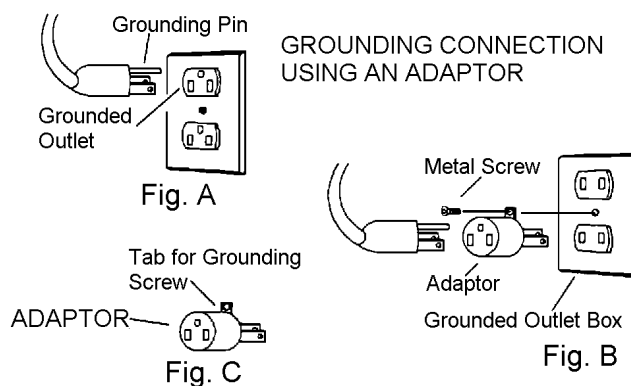 Grounding Pin
GROUNDING CONNECTION
USING AN ADAPTOR
Grounded
Outlet
Fig. A
Metal Screw
Adaptor
Grounded Outlet Box
Fig. B
Tab for Grounding
Screw
ADAPTOR
Fig. C